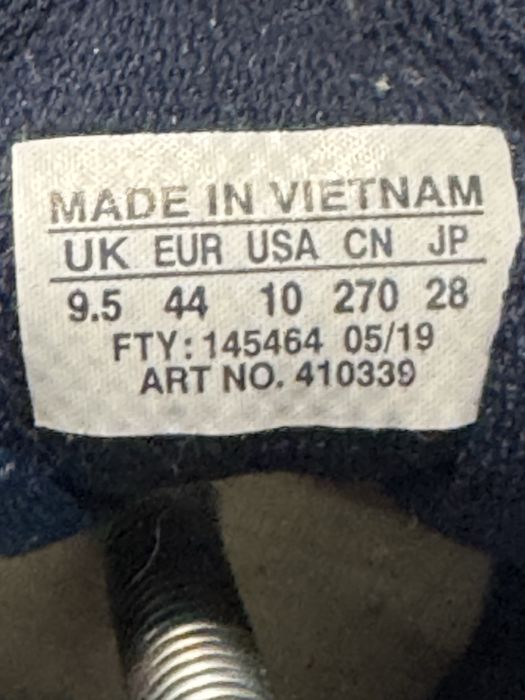 MADE IN VIETNAM
UK EUR USA CN JP
9.5 44 10 270 28
FTY: 145464 05/19
ART NO. 410339